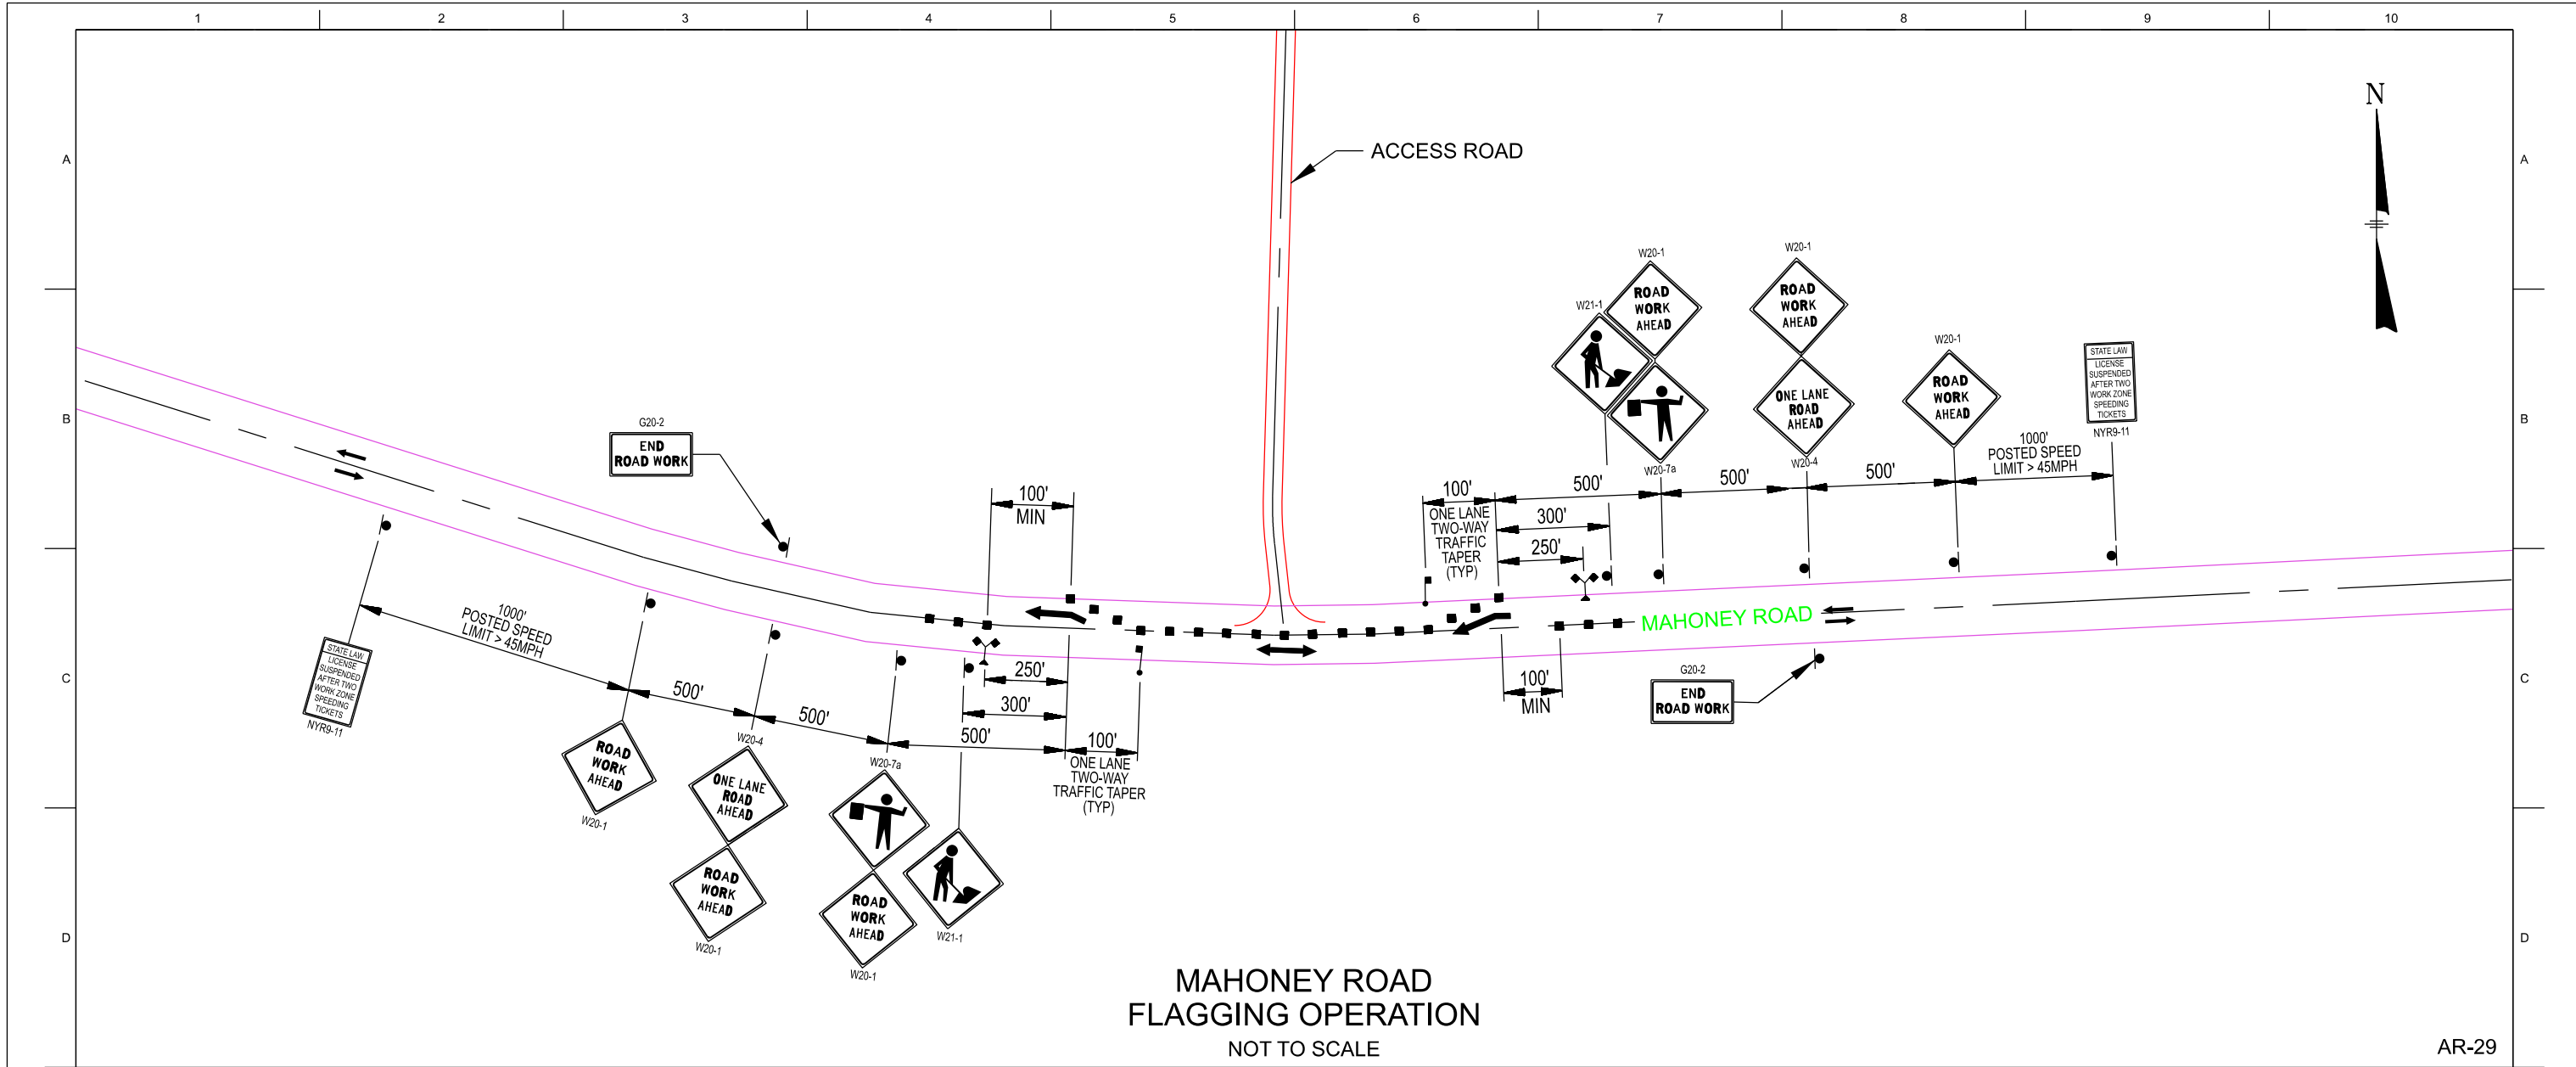 1 2 3 4 5 6 7 8 9 10
A
A
ACCESS ROAD
N
W20-1
ROAD
WORK
AHEAD
W21-1
W20-7a
W20-1
ROAD
WORK
AHEAD
ONE LANE
ROAD
AHEAD
W20-4
W20-1
ROAD
WORK
AHEAD
STATE LAW
LICENSE
SUSPENDED
AFTER TWO
WORK ZONE
SPEEDING
TICKETS
NYR9-11
B
B
G20-2
END
ROAD WORK
100'
MIN
100'
ONE LANE
TWO-WAY
TRAFFIC
TAPER
(TYP)
500'
300'
250'
500'
500'
1000'
POSTED SPEED
LIMIT > 45MPH
MAHONEY ROAD
C
C
1000'
POSTED SPEED
LIMIT > 45MPH
STATE LAW
LICENSE
SUSPENDED
AFTER TWO
WORK ZONE
SPEEDING
TICKETS
NYR9-11
500'
500'
250'
300'
500'
100'
ONE LANE
TWO-WAY
TRAFFIC TAPER
(TYP)
100'
MIN
G20-2
END
ROAD WORK
ROAD
WORK
AHEAD
W20-1
W20-4
ONE LANE
ROAD
AHEAD
ROAD
WORK
AHEAD
W20-1
W20-7a
ROAD
WORK
AHEAD
W20-1
W21-1
D
D
MAHONEY ROAD
FLAGGING OPERATION
NOT TO SCALE
AR-29